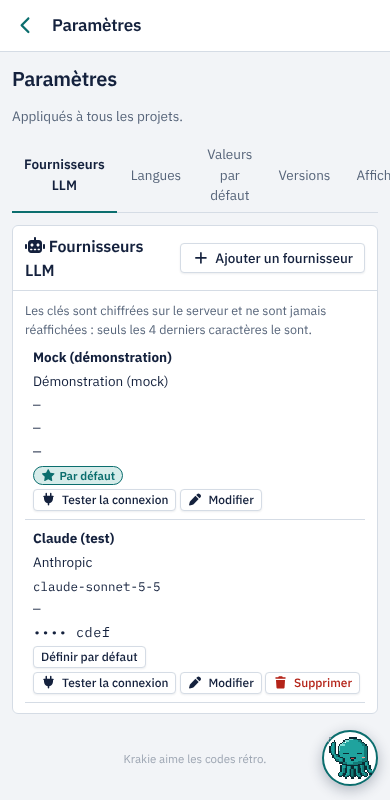 Paramètres
Paramètres
Appliqués à tous les projets.
Fournisseurs
LLM
Langues
Valeurs
par
défaut
Versions
Affich
Fournisseurs
LLM
Ajouter un fournisseur
Les clés sont chiffrées sur le serveur et ne sont jamais
réaffichées : seuls les 4 derniers caractères le sont.
Mock (démonstration)
Démonstration (mock)
—
—
—
Par défaut
Tester la connexion
Modifier
Claude (test)
Anthropic
claude-sonnet-5-5
—
•••• cdef
Définir par défaut
Tester la connexion
Modifier
Supprimer
Krakie aime les codes rétro.